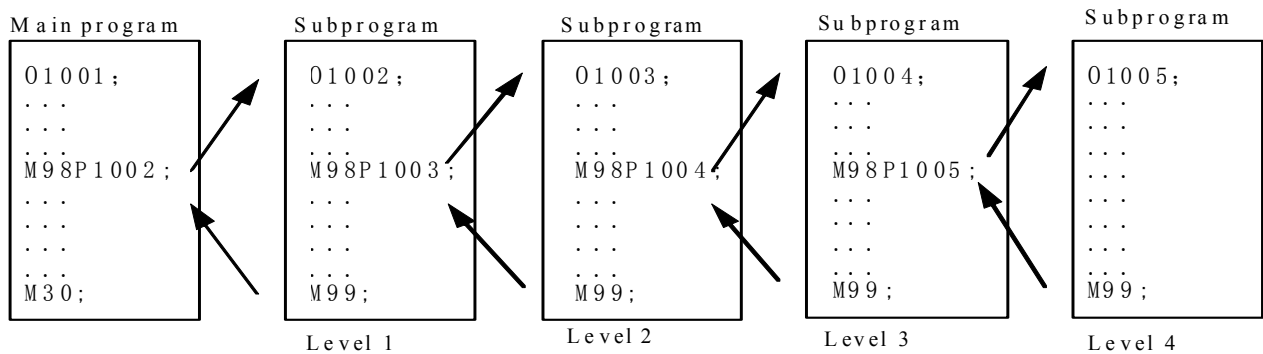 Main program
O1001;
...
...
...
M98P1002;
...
...
...
...
M30;
Subprogram
O1002;
...
...
...
M98P1003;
...
...
...
...
M99;
Level 1
Subprogram
O1003;
...
...
...
M98P1004;
...
...
...
...
M99;
Level 2
Subprogram
O1004;
...
...
...
M98P1005;
...
...
...
...
M99;
Level 3
Subprogram
O1005;
...
...
...
...
...
...
...
...
M99;
Level 4